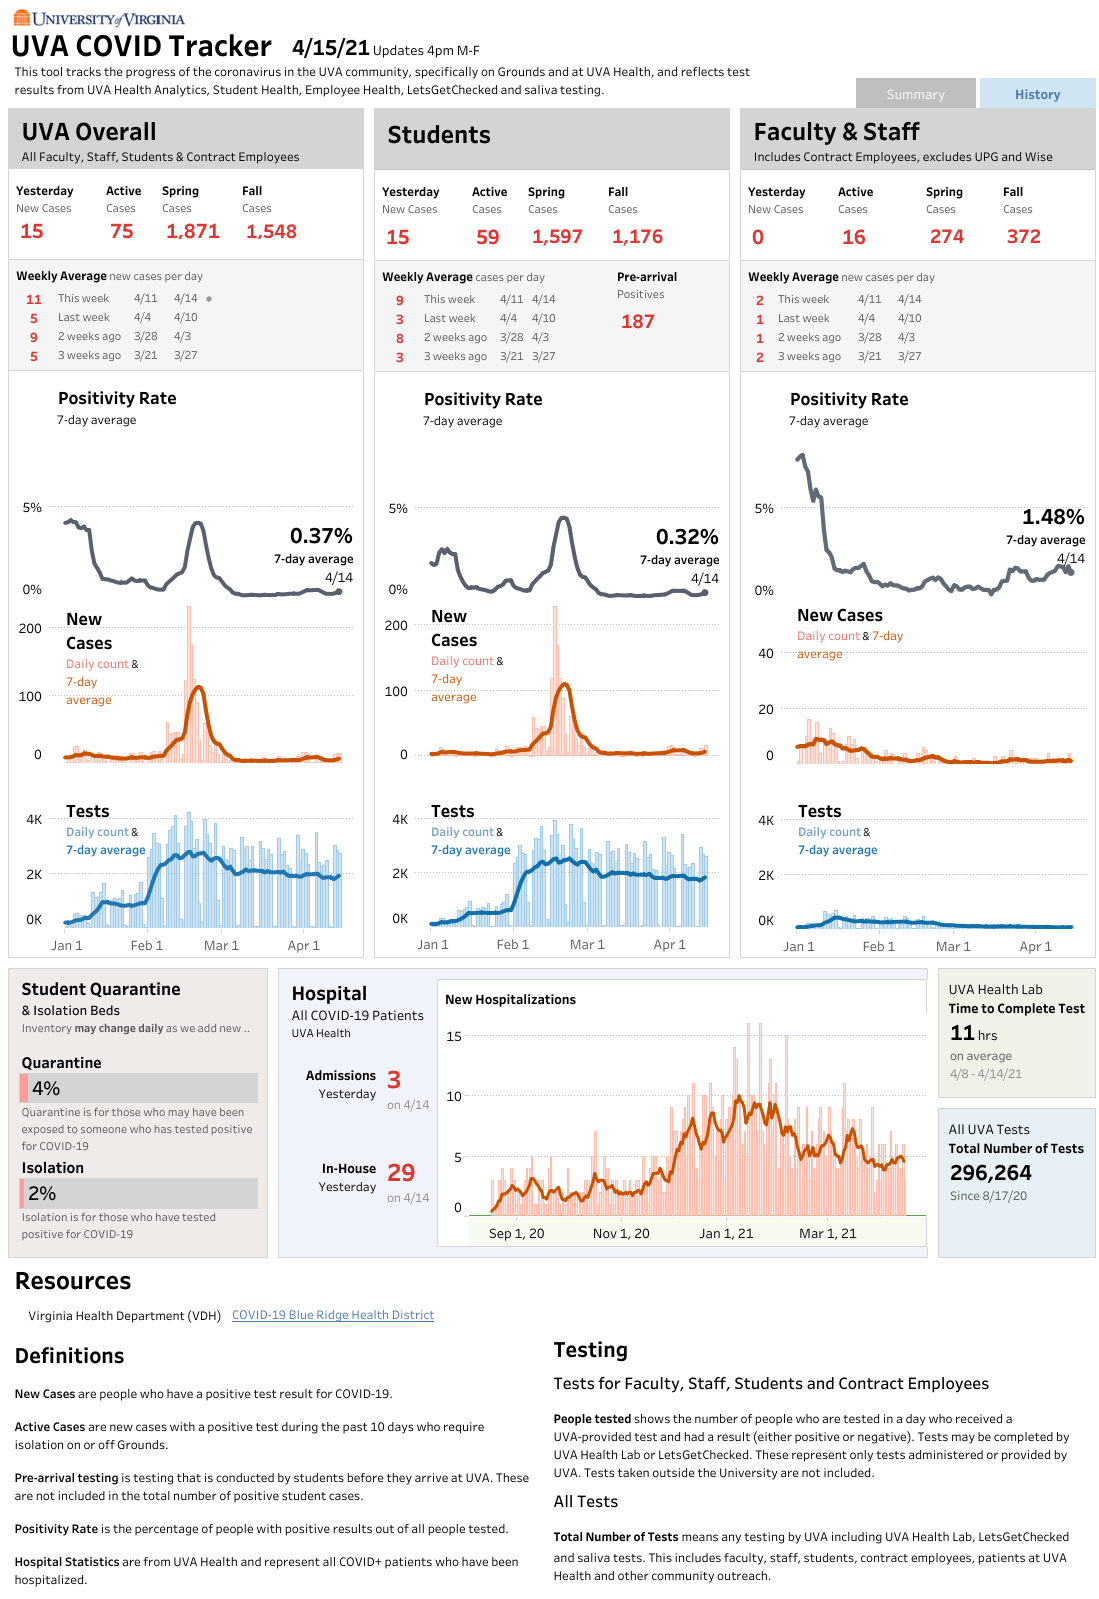 UNIVERSITY of VIRGINIA
UVA COVID Tracker 4/15/21 Updates 4pm M-F
This tool tracks the progress of the coronavirus in the UVA community, specifically on Grounds and at UVA Health, and reflects test
results from UVA Health Analytics, Student Health, Employee Health, LetsGetChecked and saliva testing.
Summary History
UVA Overall
All Faculty, Staff, Students & Contract Employees
Yesterday Active Spring Fall
New Cases Cases Cases Cases
15 75 1,871 1,548
Weekly Average new cases per day
11 This week 4/11 4/14
5 Last week 4/4 4/10
9 2 weeks ago 3/28 4/3
5 3 weeks ago 3/21 3/27
Positivity Rate
7-day average
5%
0.37%
7-day average
4/14
0%
New
Cases
Daily count &
7-day
average
200
100
0
Tests
Daily count &
7-day average
4K
2K
0K
Jan 1 Feb 1 Mar 1 Apr 1
Students
Yesterday Active Spring Fall
New Cases Cases Cases Cases
15 59 1,597 1,176
Weekly Average cases per day
9 This week 4/11 4/14
3 Last week 4/4 4/10
8 2 weeks ago 3/28 4/3
3 3 weeks ago 3/21 3/27
Pre-arrival
Positives
187
Positivity Rate
7-day average
5%
0.32%
7-day average
4/14
0%
New
Cases
Daily count &
7-day
average
200
100
0
Tests
Daily count &
7-day average
4K
2K
0K
Jan 1 Feb 1 Mar 1 Apr 1
Faculty & Staff
Includes Contract Employees, excludes UPG and Wise
Yesterday Active Spring Fall
New Cases Cases Cases Cases
0 16 274 372
Weekly Average new cases per day
2 This week 4/11 4/14
1 Last week 4/4 4/10
1 2 weeks ago 3/28 4/3
2 3 weeks ago 3/21 3/27
Positivity Rate
7-day average
5%
1.48%
7-day average
4/14
0%
New Cases
Daily count & 7-day
average
40
20
0
Tests
Daily count &
7-day average
4K
2K
0K
Jan 1 Feb 1 Mar 1 Apr 1
Student Quarantine
& Isolation Beds
Inventory may change daily as we add new ..
Quarantine
4%
Quarantine is for those who may have been
exposed to someone who has tested positive
for COVID-19
Isolation
2%
Isolation is for those who have tested
positive for COVID-19
Hospital
All COVID-19 Patients
UVA Health
Admissions 3
Yesterday on 4/14
In-House 29
Yesterday on 4/14
New Hospitalizations
15
10
5
0
Sep 1, 20 Nov 1, 20 Jan 1, 21 Mar 1, 21
UVA Health Lab
Time to Complete Test
11 hrs
on average
4/8 - 4/14/21
All UVA Tests
Total Number of Tests
296,264
Since 8/17/20
Resources
Virginia Health Department (VDH) COVID-19 Blue Ridge Health District
Definitions
New Cases are people who have a positive test result for COVID-19.
Active Cases are new cases with a positive test during the past 10 days who require
isolation on or off Grounds.
Pre-arrival testing is testing that is conducted by students before they arrive at UVA. These
are not included in the total number of positive student cases.
Positivity Rate is the percentage of people with positive results out of all people tested.
Hospital Statistics are from UVA Health and represent all COVID+ patients who have been
hospitalized.
Testing
Tests for Faculty, Staff, Students and Contract Employees
People tested shows the number of people who are tested in a day who received a
UVA-provided test and had a result (either positive or negative). Tests may be completed by
UVA Health Lab or LetsGetChecked. These represent only tests administered or provided by
UVA. Tests taken outside the University are not included.
All Tests
Total Number of Tests means any testing by UVA including UVA Health Lab, LetsGetChecked
and saliva tests. This includes faculty, staff, students, contract employees, patients at UVA
Health and other community outreach.